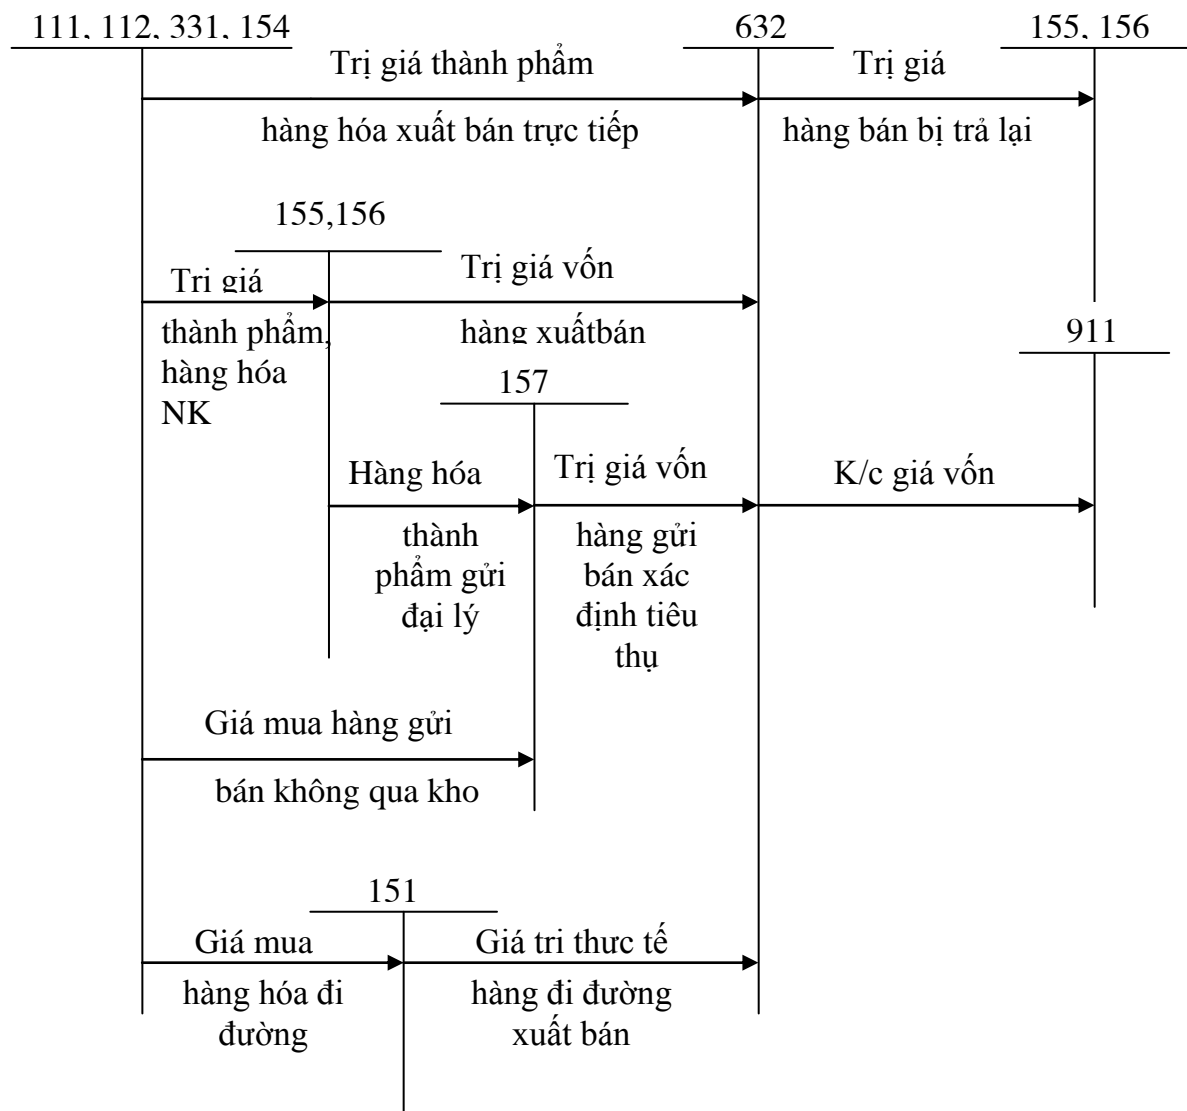 111, 112, 331, 154
632
155, 156
Trị giá thành phẩm
Trị giá
hàng hóa xuất bán trực tiếp
hàng bán bị trả lại
155,156
Trị giá
Trị giá vốn
thành phẩm,
hàng hóa
NK
hàng xuấtbán
911
157
Hàng hóa
Trị giá vốn
K/c giá vốn
thành
phẩm gửi
đại lý
hàng gửi
bán xác
định tiêu
thụ
Giá mua hàng gửi
bán không qua kho
151
Giá mua
Giá tri thưc tế
hàng hóa đi
đường
hàng đi đường
xuất bán